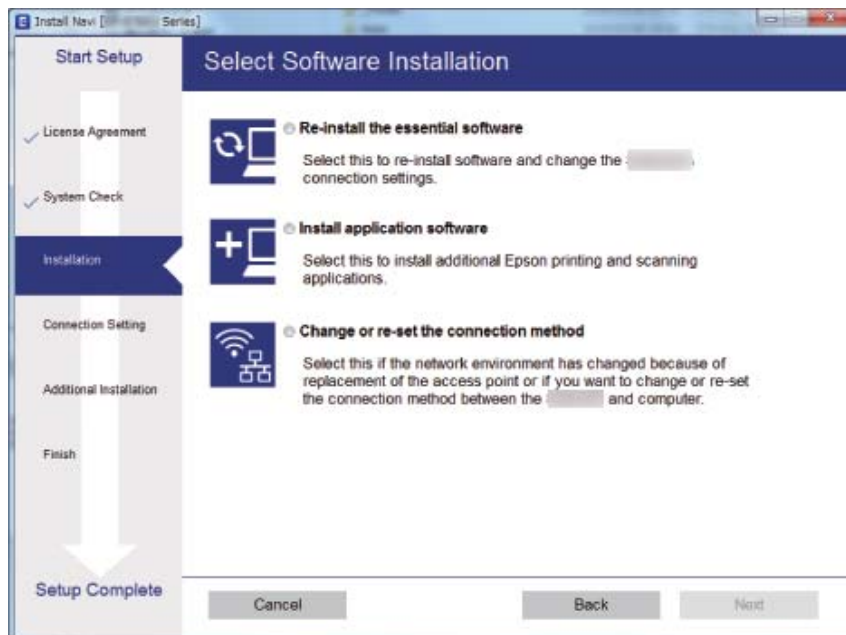 Install Navi [ Series]
Start Setup
Select Software Installation
License Agreement
System Check
Installation
Connection Setting
Additional Installation
Finish
Setup Complete
Re-install the essential software
Select this to re-install software and change the
connection settings.
Install application software
Select this to install additional Epson printing and scanning
applications.
Change or re-set the connection method
Select this if the network environment has changed because of
replacement of the access point or if you want to change or re-set
the connection method between the and computer.
Cancel
Back
Next